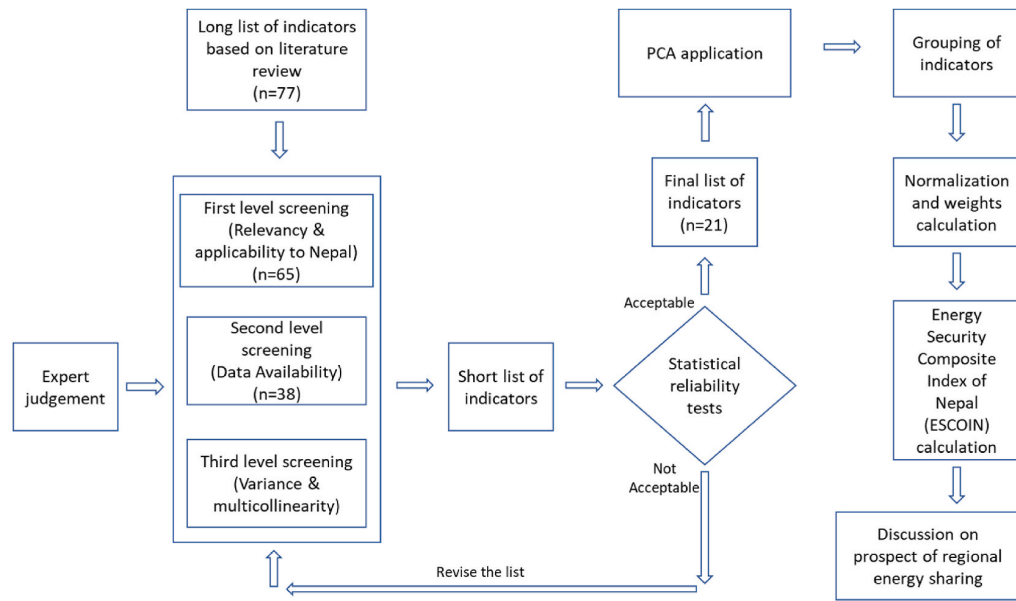 Long list of indicators
based on literature
review
(n=77)
First level screening
(Relevancy &
applicability to Nepal)
(n=65)
Second level
screening
(Data Availability)
(n=38)
Third level screening
(Variance &
multicollinearity)
Expert
judgement
Short list of
indicators
Statistical
reliability
tests
Acceptable
Not
Acceptable
Revise the list
Final list of
indicators
(n=21)
PCA application
Grouping of
indicators
Normalization
and weights
calculation
Energy
Security
Composite
Index of
Nepal
(ESCOIN)
calculation
Discussion on
prospect of regional
energy sharing